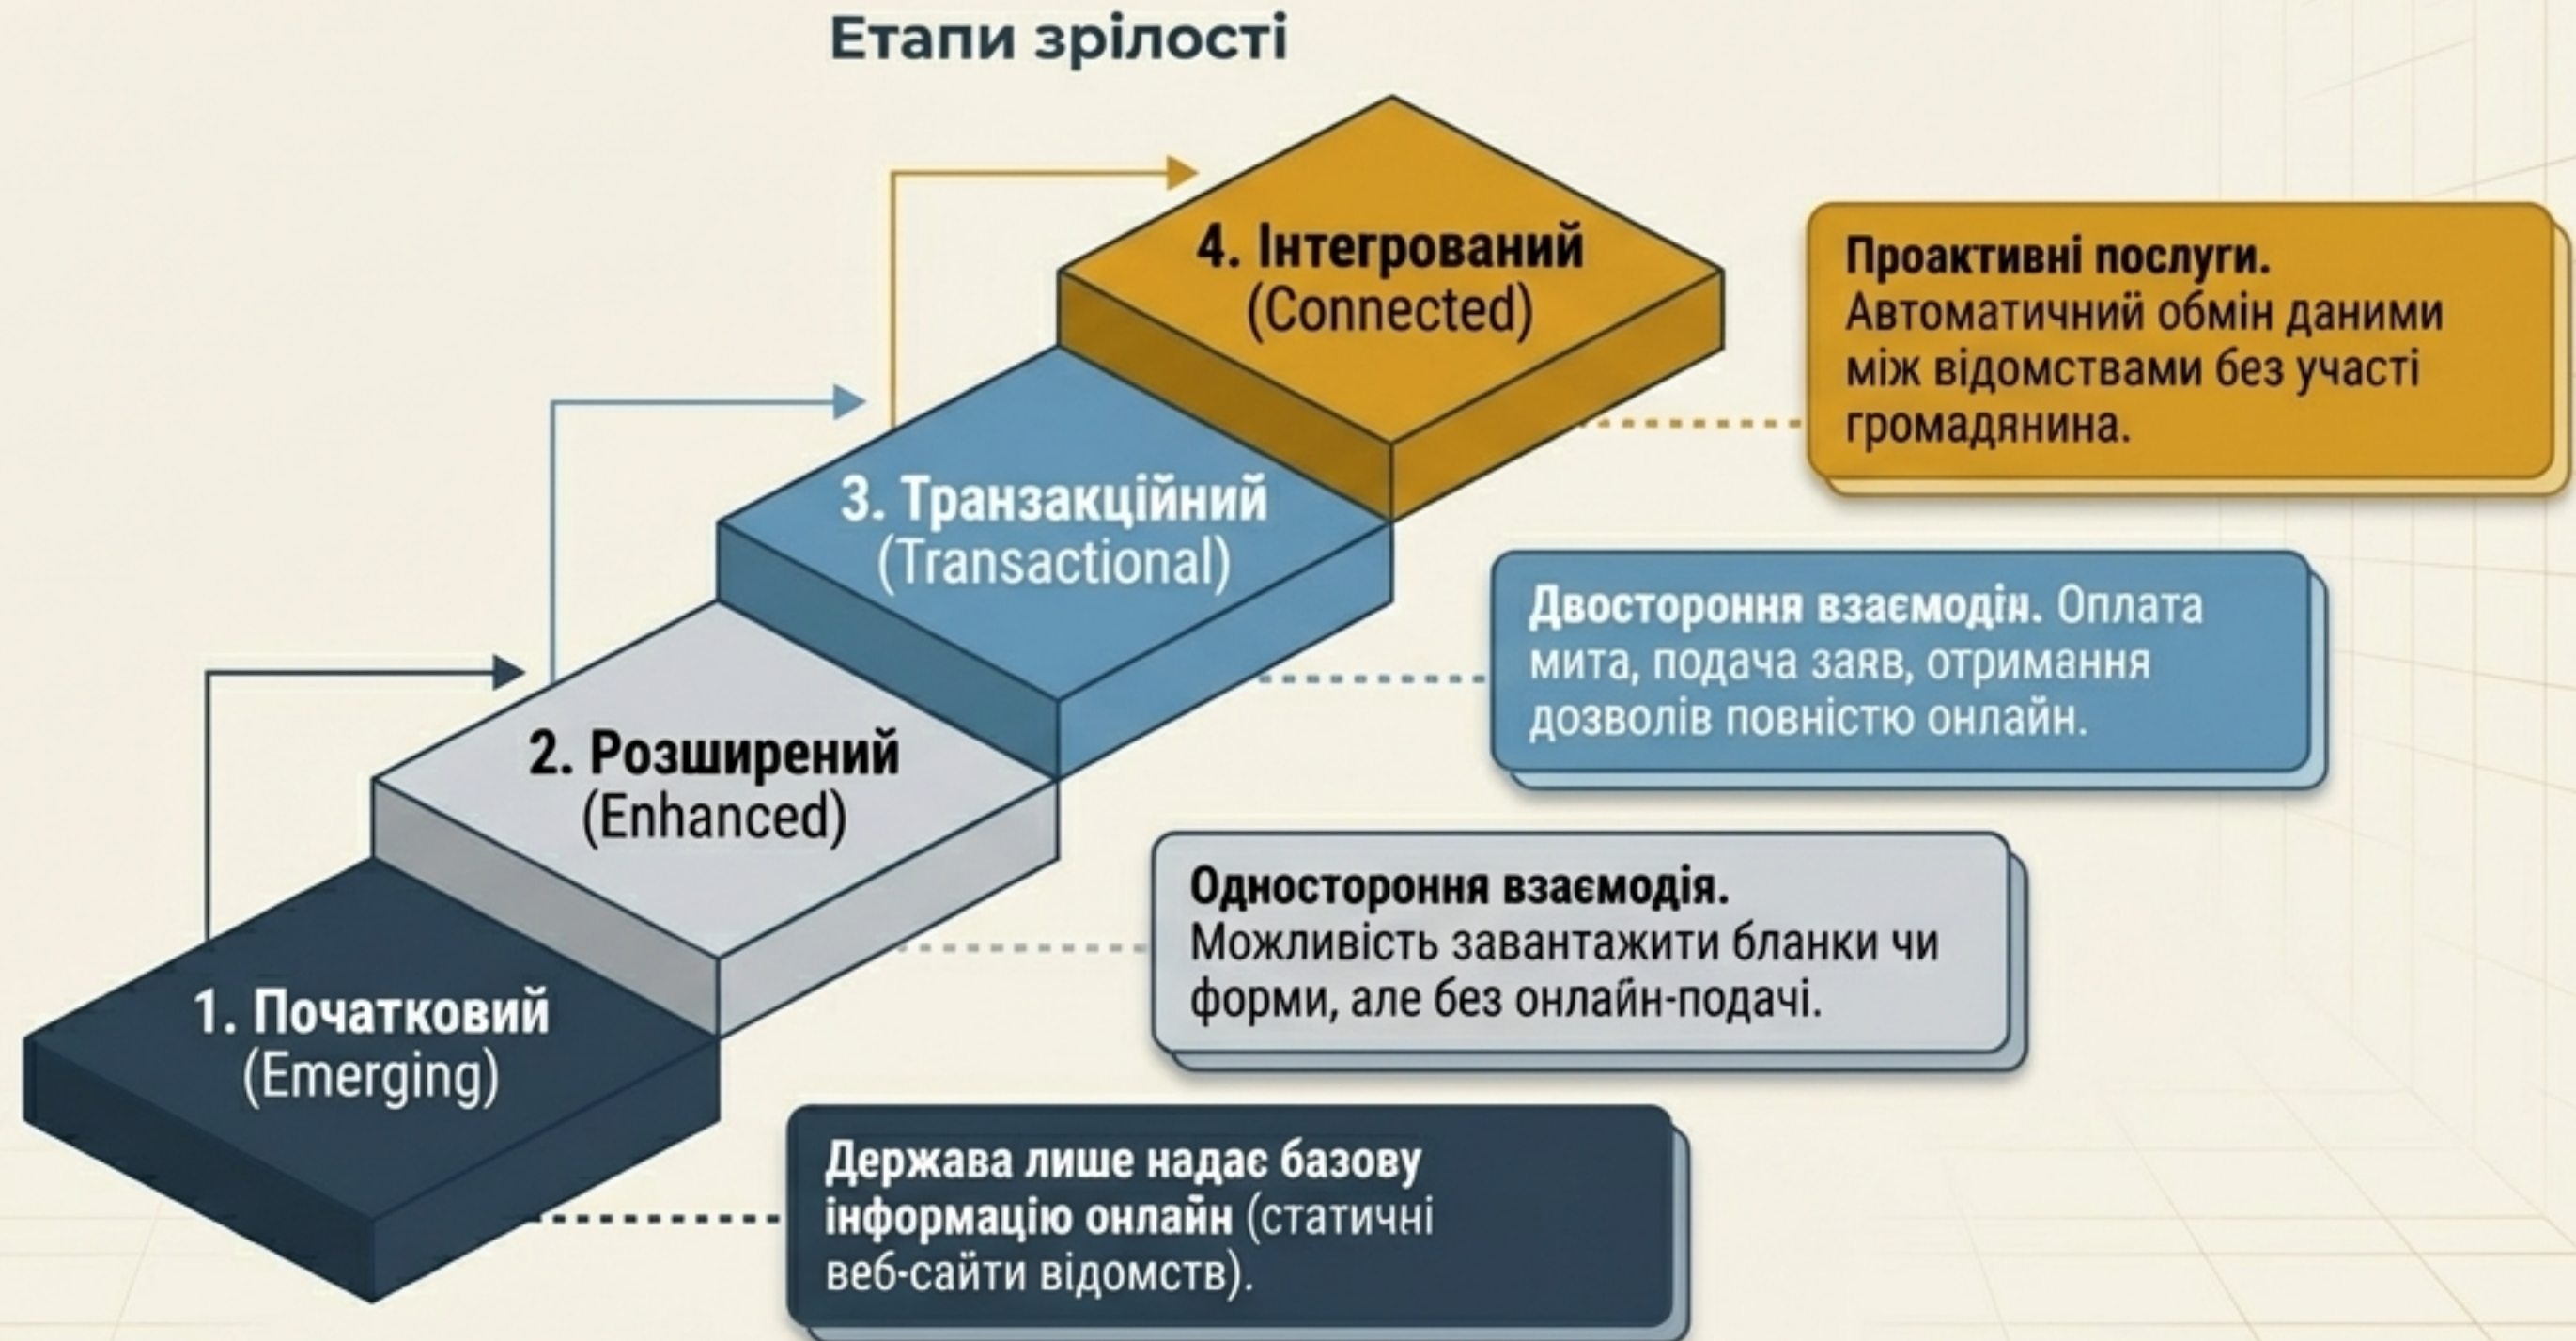 Етапи зрілості
4. Інтегрований
(Connected)
Проактивні послуги.
Автоматичний обмін даними
між відомствами без участі
громадянина.
3. Транзакційний
(Transactional)
Двостороння взаємодія. Оплата
мита, подача заяв, отримання
дозволів повністю онлайн.
2. Розширений
(Enhanced)
Одностороння взаємодія.
Можливість завантажити бланки чи
форми, але без онлайн-подачі.
1. Початковий
(Emerging)
Держава лише надає базову
інформацію онлайн (статичні
веб-сайти відомств).